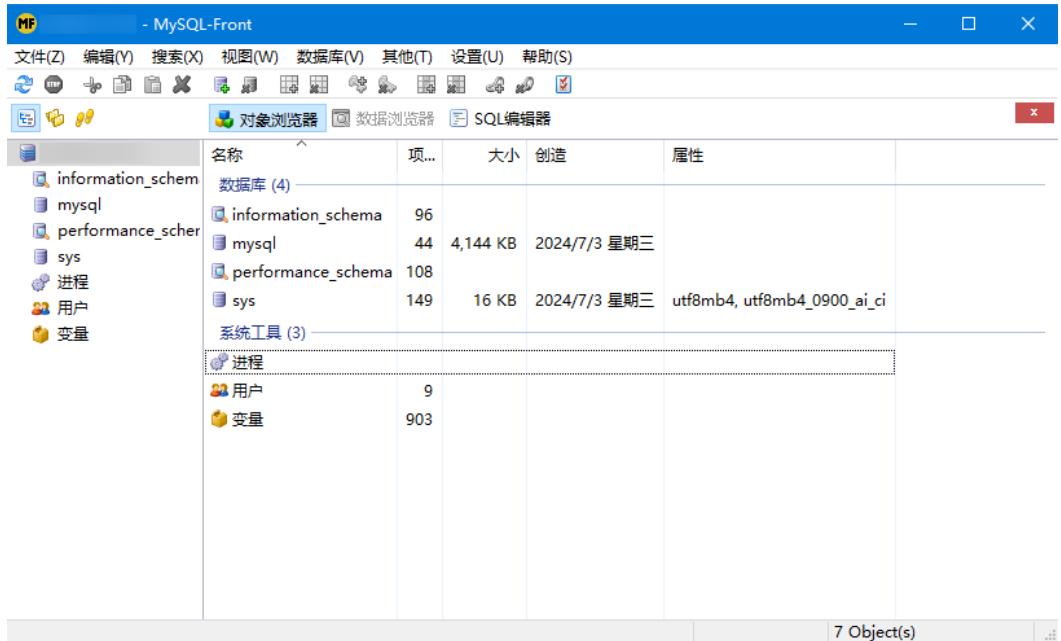 MF - MySQL-Front
文件(Z) 编辑(Y) 搜索(X) 视图(W) 数据库(V) 其他(T) 设置(U) 帮助(S)
STOP
对象浏览器 数据浏览器 SQL编辑器 x
名称 项... 大小 创造 属性
information_schem
数据库 (4)
mysql
information_schema 96
performance_scher
mysql 44 4,144 KB 2024/7/3 星期三
sys
performance_schema 108
进程
sys 149 16 KB 2024/7/3 星期三 utf8mb4, utf8mb4_0900_ai_ci
用户
系统工具 (3)
变量
进程
用户 9
变量 903
7 Object(s)